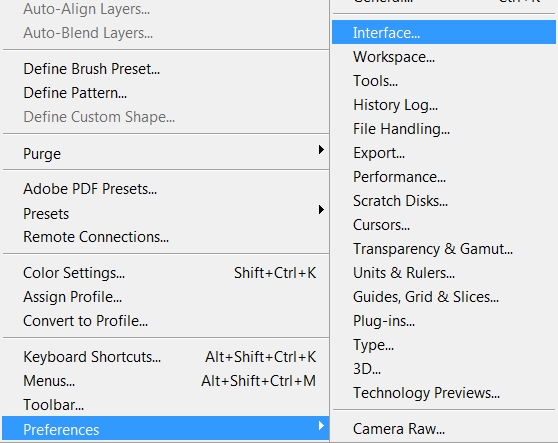 Auto-Align Layers...
Auto-Blend Layers...
Define Brush Preset...
Define Pattern...
Define Custom Shape...
Purge
Adobe PDF Presets...
Presets
Remote Connections...
Color Settings... Shift+Ctrl+K
Assign Profile...
Convert to Profile...
Keyboard Shortcuts... Alt+Shift+Ctrl+K
Menus... Alt+Shift+Ctrl+M
Toolbar...
Preferences
General... Ctrl+K
Interface...
Workspace...
Tools...
History Log...
File Handling...
Export...
Performance...
Scratch Disks...
Cursors...
Transparency & Gamut...
Units & Rulers...
Guides, Grid & Slices...
Plug-ins...
Type...
3D...
Technology Previews...
Camera Raw...